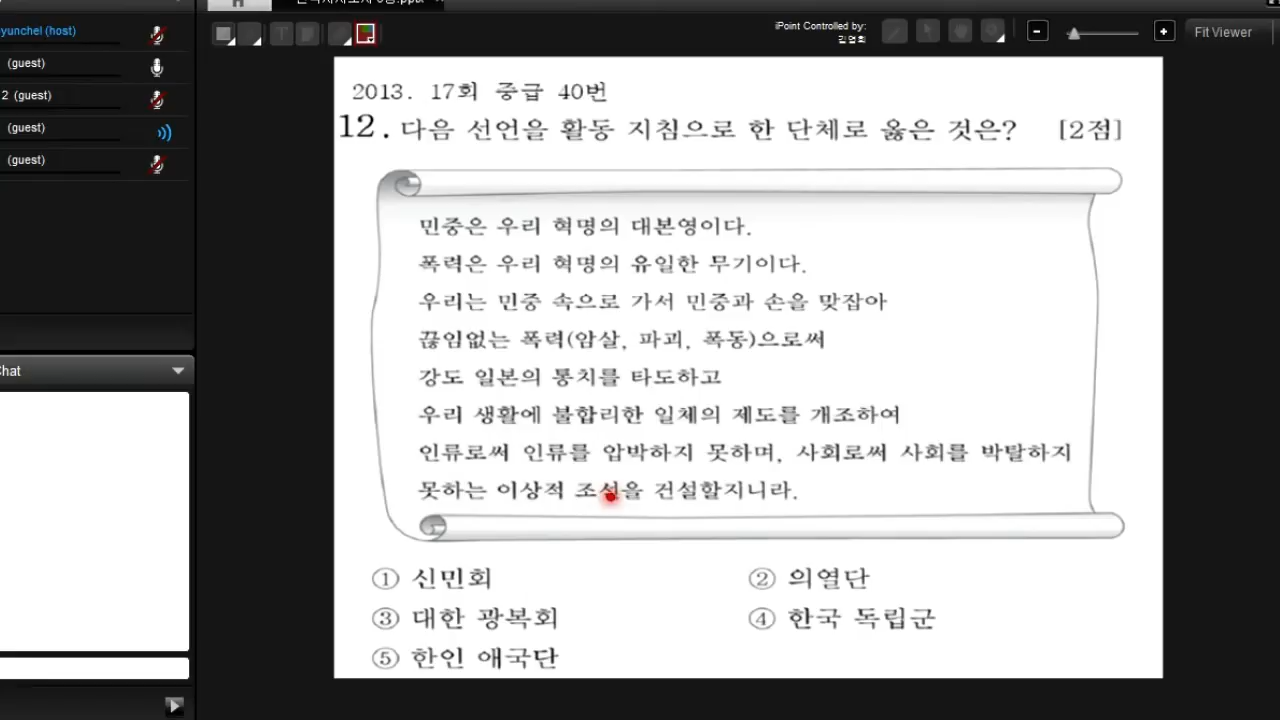 yunchel (host)
(guest)
2 (guest)
(guest)
(guest)
Chat
iPoint Controlled by:
김영희
Fit Viewer
2013. 17회 중급 40번
12. 다음 선언을 활동 지침으로 한 단체로 옳은 것은? [2점]
민중은 우리 혁명의 대본영이다.
폭력은 우리 혁명의 유일한 무기이다.
우리는 민중 속으로 가서 민중과 손을 맞잡아
끊임없는 폭력(암살, 파괴, 폭동)으로써
강도 일본의 통치를 타도하고
우리 생활에 불합리한 일체의 제도를 개조하여
인류로써 인류를 압박하지 못하며, 사회로써 사회를 박탈하지
못하는 이상적 조선을 건설할지니라.
① 신민회 ② 의열단
③ 대한 광복회 ④ 한국 독립군
⑤ 한인 애국단